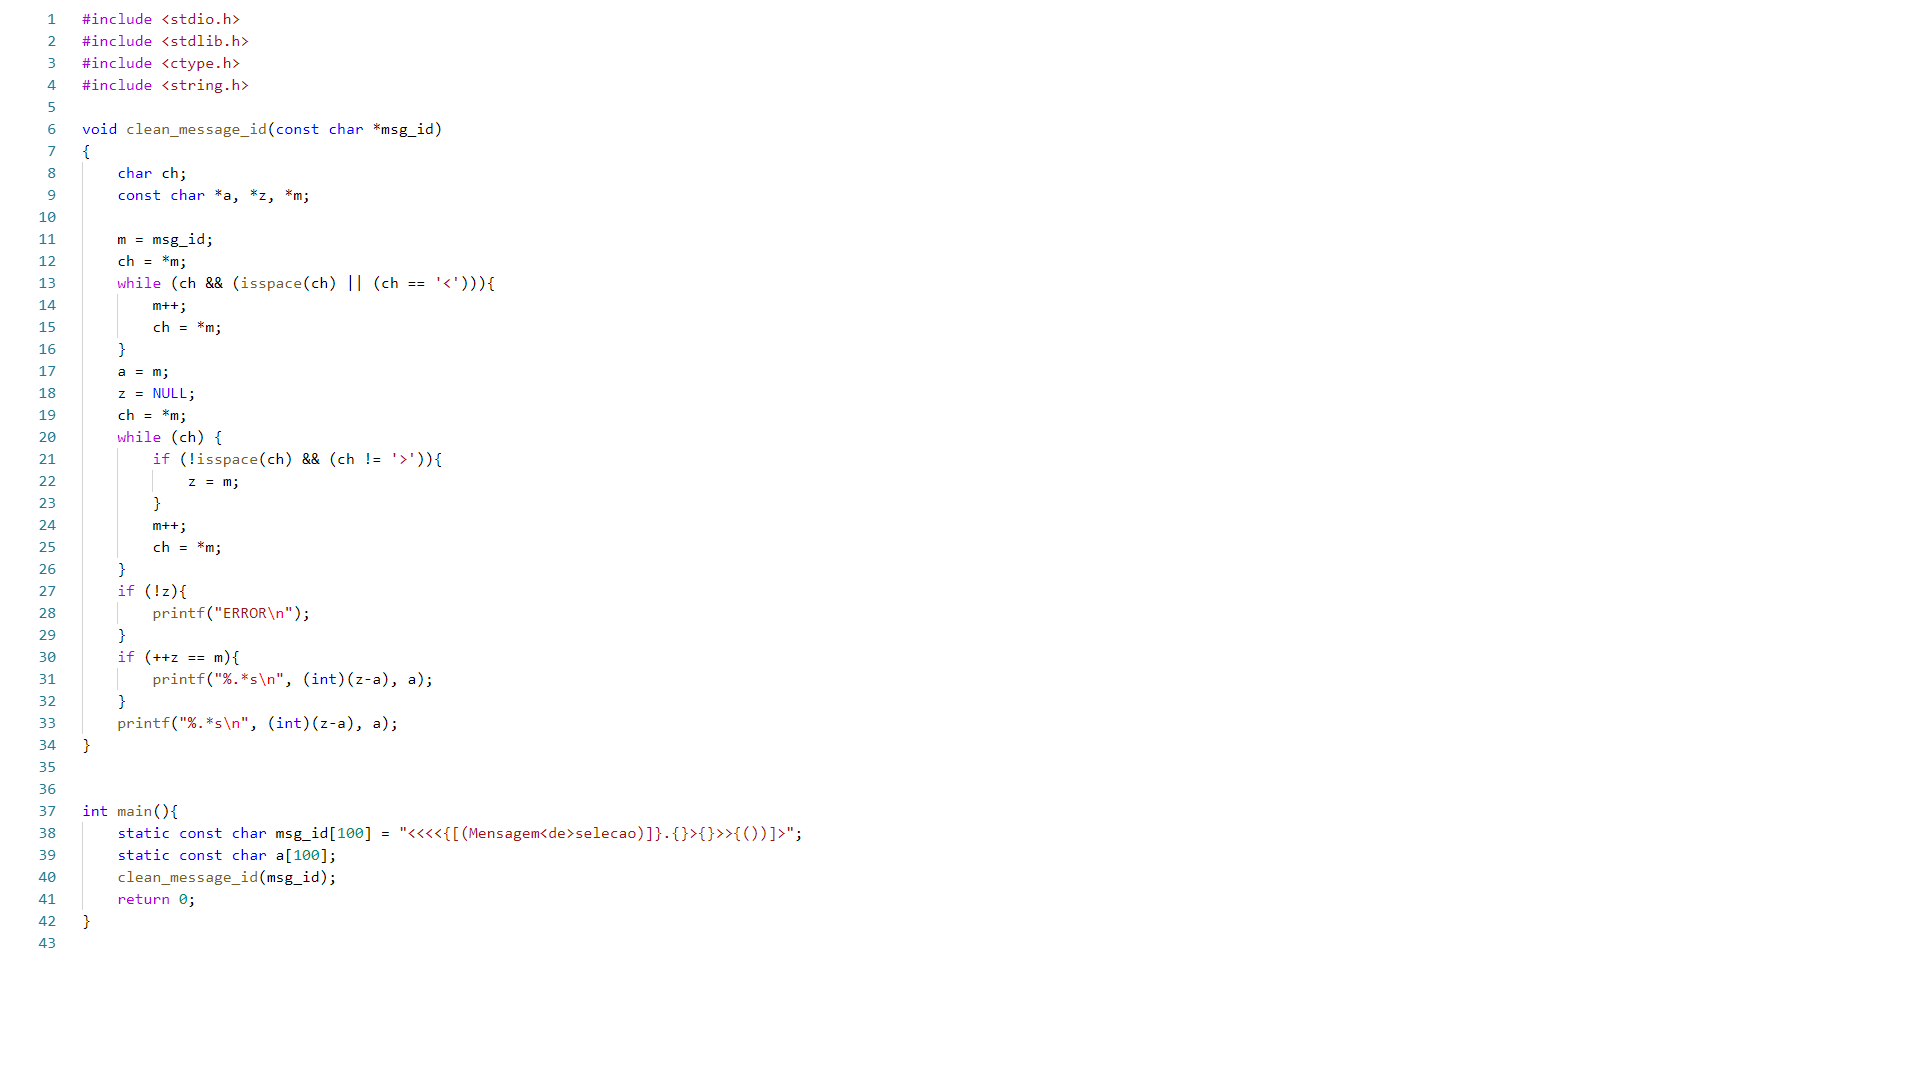 1 #include <stdio.h>
2 #include <stdlib.h>
3 #include <ctype.h>
4 #include <string.h>
5
6 void clean_message_id(const char *msg_id)
7 {
8     char ch;
9     const char *a, *z, *m;
10
11     m = msg_id;
12     ch = *m;
13     while (ch && (isspace(ch) || (ch == '<'))){
14         m++;
15         ch = *m;
16     }
17     a = m;
18     z = NULL;
19     ch = *m;
20     while (ch) {
21         if (!isspace(ch) && (ch != '>')){
22             z = m;
23         }
24         m++;
25         ch = *m;
26     }
27     if (!z){
28         printf("ERROR\n");
29     }
30     if (++z == m){
31         printf("%.*s\n", (int)(z-a), a);
32     }
33     printf("%.*s\n", (int)(z-a), a);
34 }
35
36
37 int main(){
38     static const char msg_id[100] = "<<<<{[(Mensagem<de>selecao)]}.{}>{}>>{())]>";
39     static const char a[100];
40     clean_message_id(msg_id);
41     return 0;
42 }
43